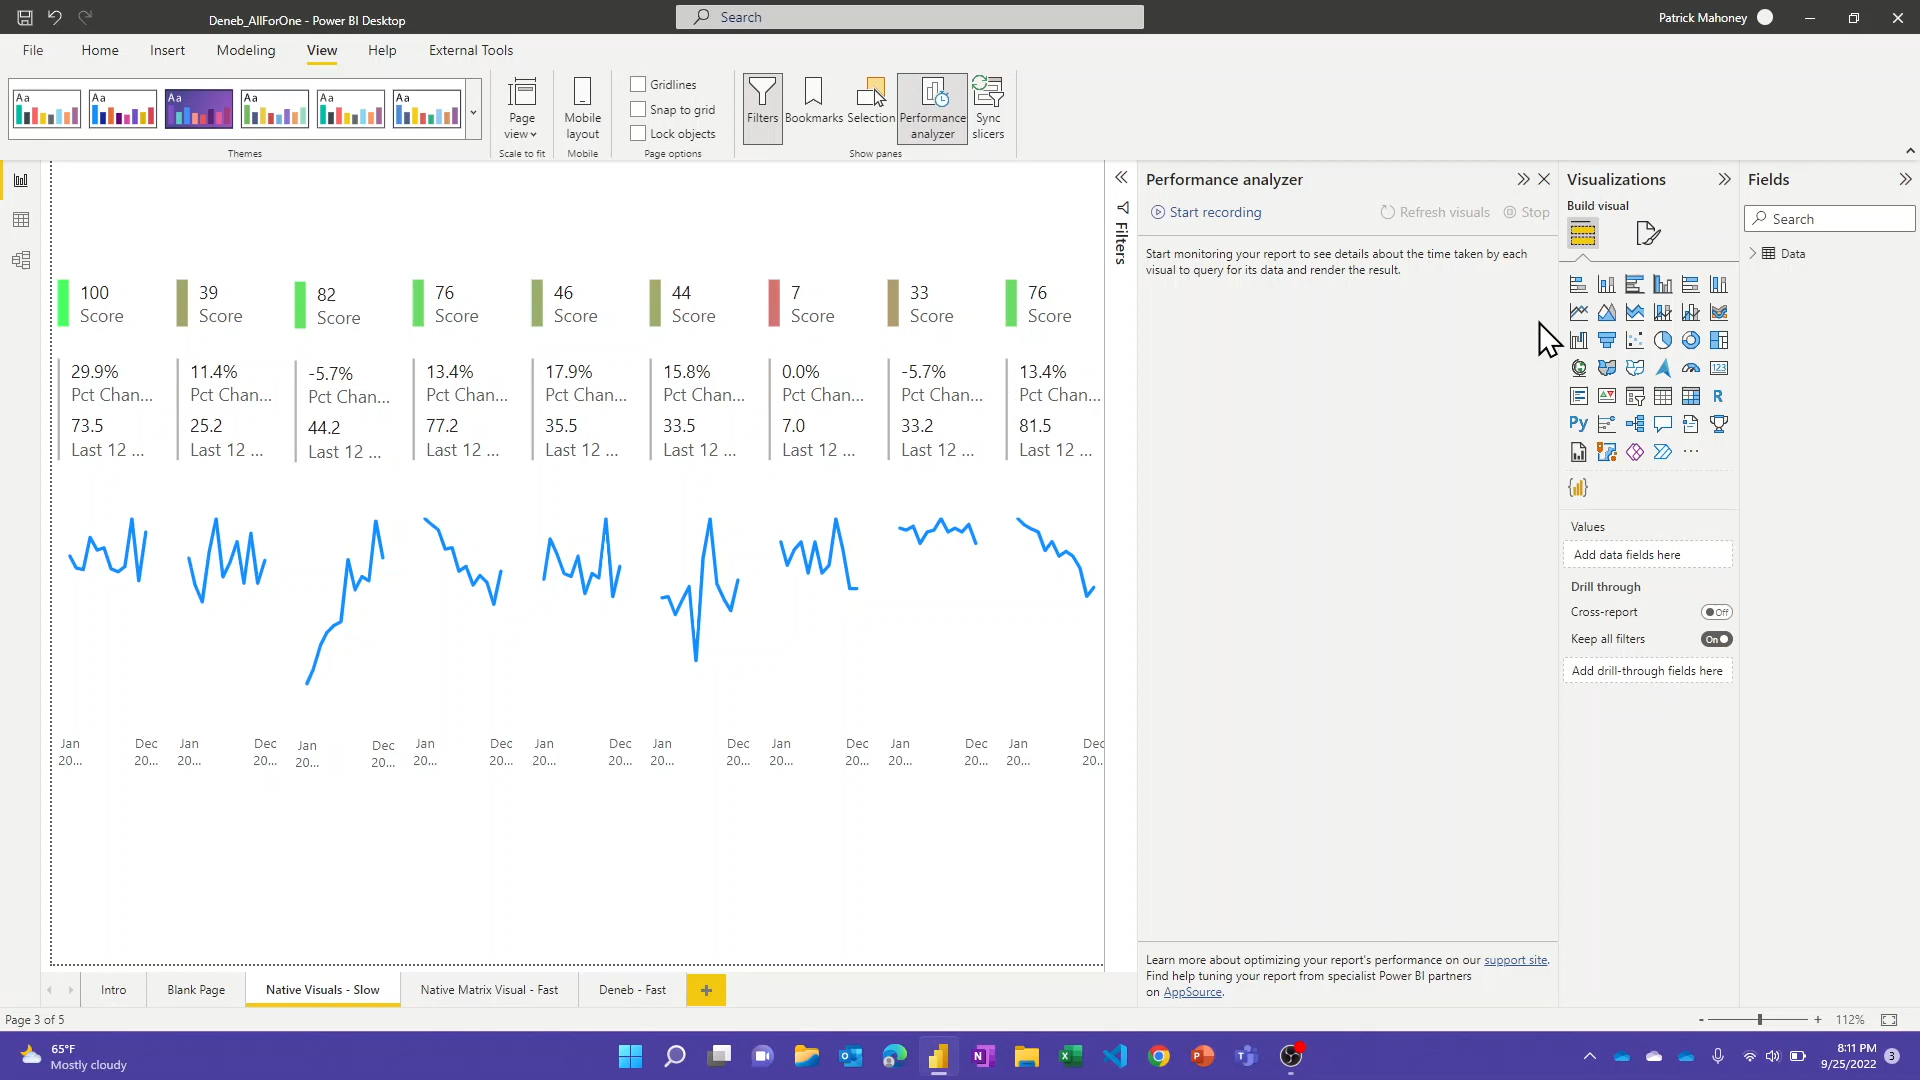 Deneb_AllForOne - Power BI Desktop
Search
Patrick Mahoney
File Home Insert Modeling View Help External Tools
Aa Aa Aa Aa Aa Aa
Themes
Page view
Scale to fit
Mobile layout
Mobile
Gridlines
Snap to grid
Lock objects
Page options
Filters
Bookmarks
Selection
Performance analyzer
Sync slicers
Show panes
100 39 82 76 46 44 7 33 76
Score Score Score Score Score Score Score Score Score
29.9% 11.4% -5.7% 13.4% 17.9% 15.8% 0.0% -5.7% 13.4%
Pct Chan... Pct Chan... Pct Chan... Pct Chan... Pct Chan... Pct Chan... Pct Chan... Pct Chan... Pct Chan...
73.5 25.2 44.2 77.2 35.5 33.5 7.0 33.2 81.5
Last 12 ... Last 12 ... Last 12 ... Last 12 ... Last 12 ... Last 12 ... Last 12 ... Last 12 ... Last 12 ...
Jan Dec Jan Dec Jan Dec Jan Dec Jan Dec Jan Dec Jan Dec Jan Dec Jan Dec
20... 20... 20... 20... 20... 20... 20... 20... 20... 20... 20... 20... 20... 20... 20... 20... 20... 20..
Filters
Performance analyzer
Start recording Refresh visuals Stop
Start monitoring your report to see details about the time taken by each
visual to query for its data and render the result.
Learn more about optimizing your report's performance on our support site.
Find help tuning your report from specialist Power BI partners
on AppSource.
Visualizations
Build visual
123
R
Py
Values
Add data fields here
Drill through
Cross-report Off
Keep all filters On
Add drill-through fields here
Fields
Search
Data
Intro Blank Page Native Visuals - Slow Native Matrix Visual - Fast Deneb - Fast +
Page 3 of 5
- + 112%
65°F
Mostly cloudy
8:11 PM
9/25/2022
3